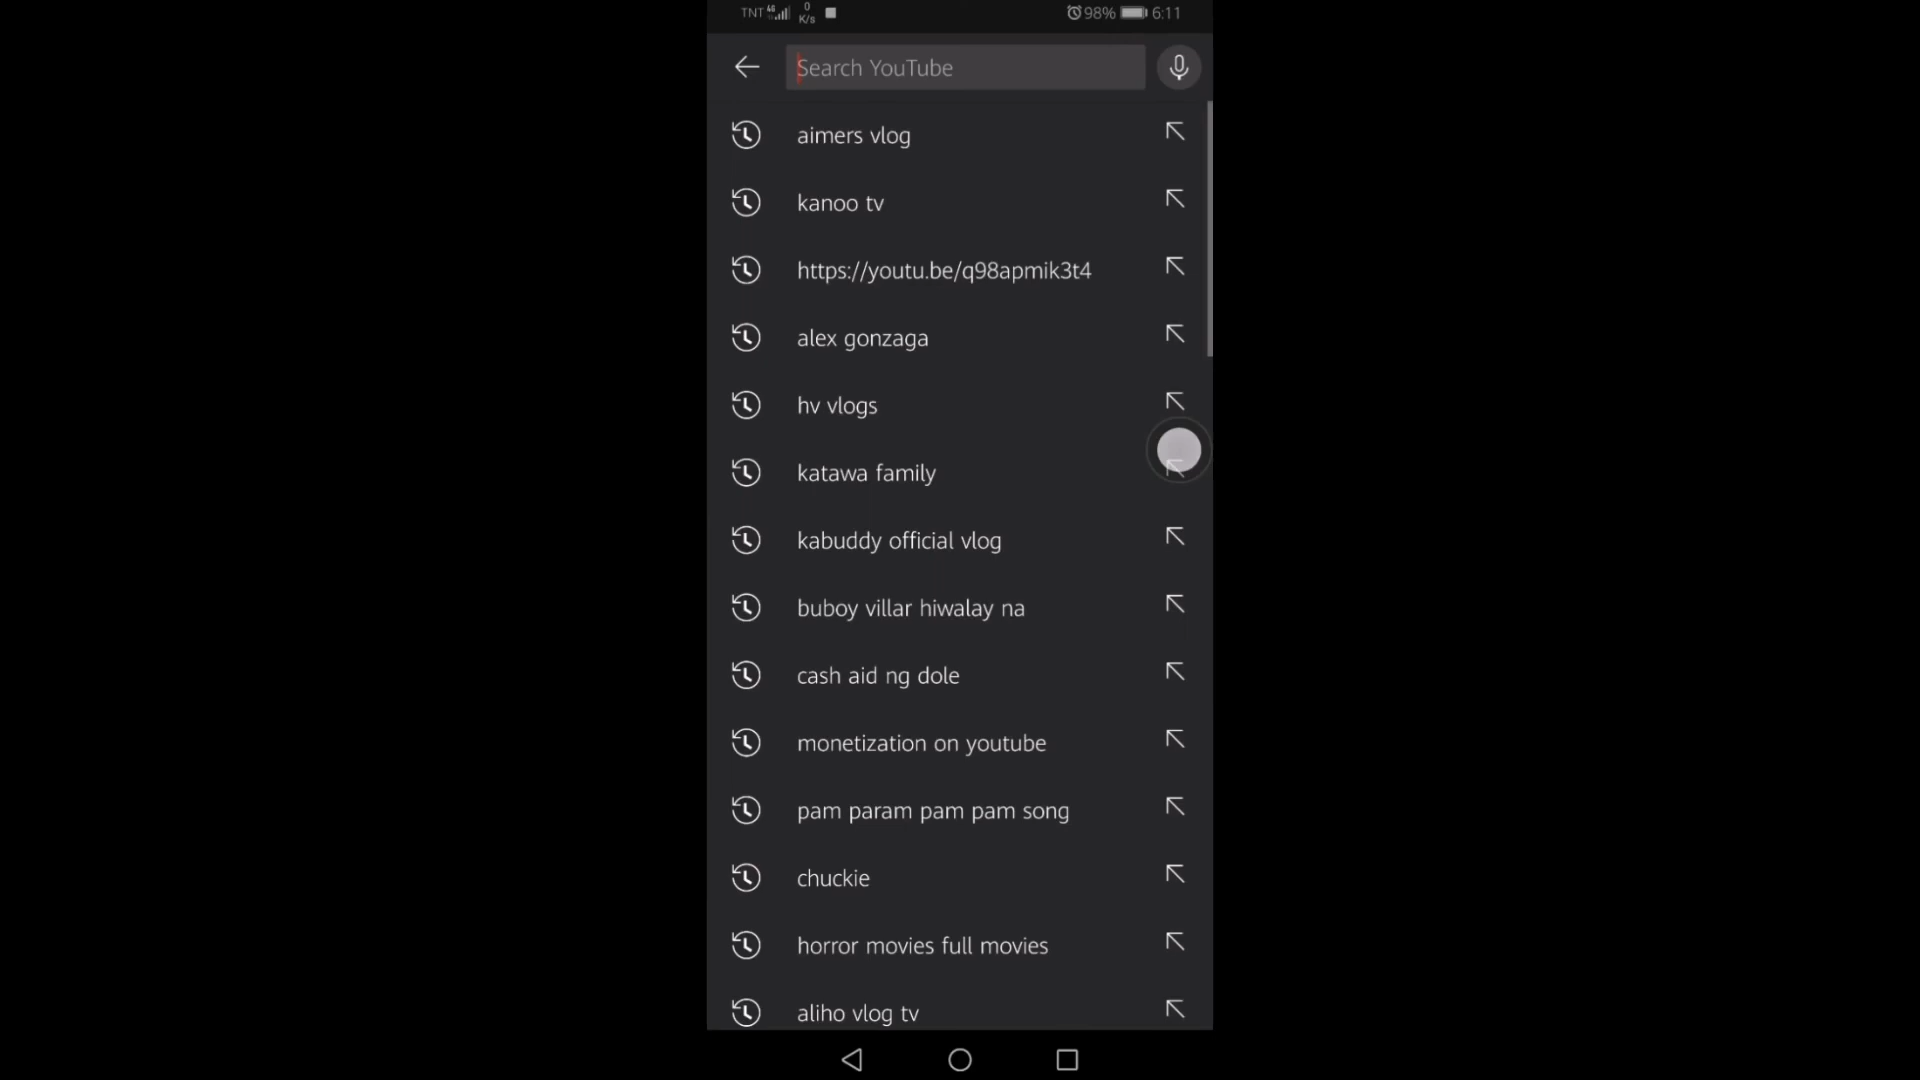 TNT 4G 0 K/s 98% 6:11
Search YouTube
aimers vlog
kanoo tv
https://youtu.be/q98apmik3t4
alex gonzaga
hv vlogs
katawa family
kabuddy official vlog
buboy villar hiwalay na
cash aid ng dole
monetization on youtube
pam param pam pam song
chuckie
horror movies full movies
aliho vlog tv